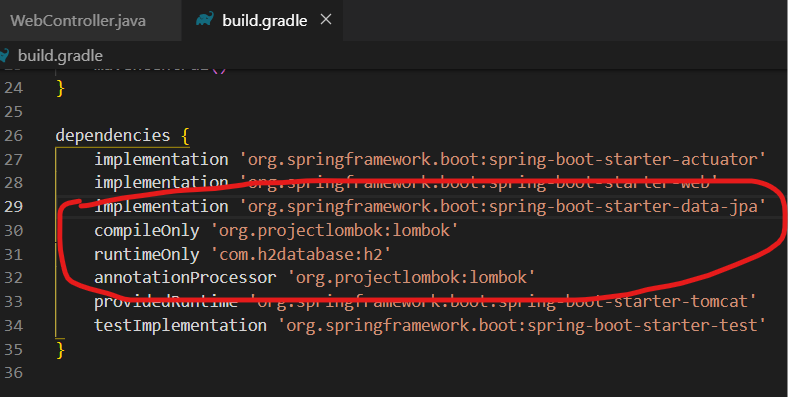 WebController.java
build.gradle ×
build.gradle
24 }
25
26 dependencies {
27 implementation 'org.springframework.boot:spring-boot-starter-actuator'
28 implementation 'org.springframework.boot:spring-boot-starter-web'
29 implementation 'org.springframework.boot:spring-boot-starter-data-jpa'
30 compileOnly 'org.projectlombok:lombok'
31 runtimeOnly 'com.h2database:h2'
32 annotationProcessor 'org.projectlombok:lombok'
33 providedRuntime 'org.springframework.boot:spring-boot-starter-tomcat'
34 testImplementation 'org.springframework.boot:spring-boot-starter-test'
35 }
36